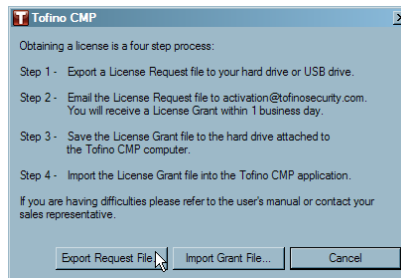 Tofino CMP
Obtaining a license is a four step process:
Step 1 - Export a License Request file to your hard drive or USB drive.
Step 2 - Email the License Request file to activation@tofinosecurity.com.
You will receive a License Grant within 1 business day.
Step 3 - Save the License Grant file to the hard drive attached to
the Tofino CMP computer.
Step 4 - Import the License Grant file into the Tofino CMP application.
If you are having difficulties please refer to the user's manual or contact your
sales representative.
Export Request File... Import Grant File... Cancel